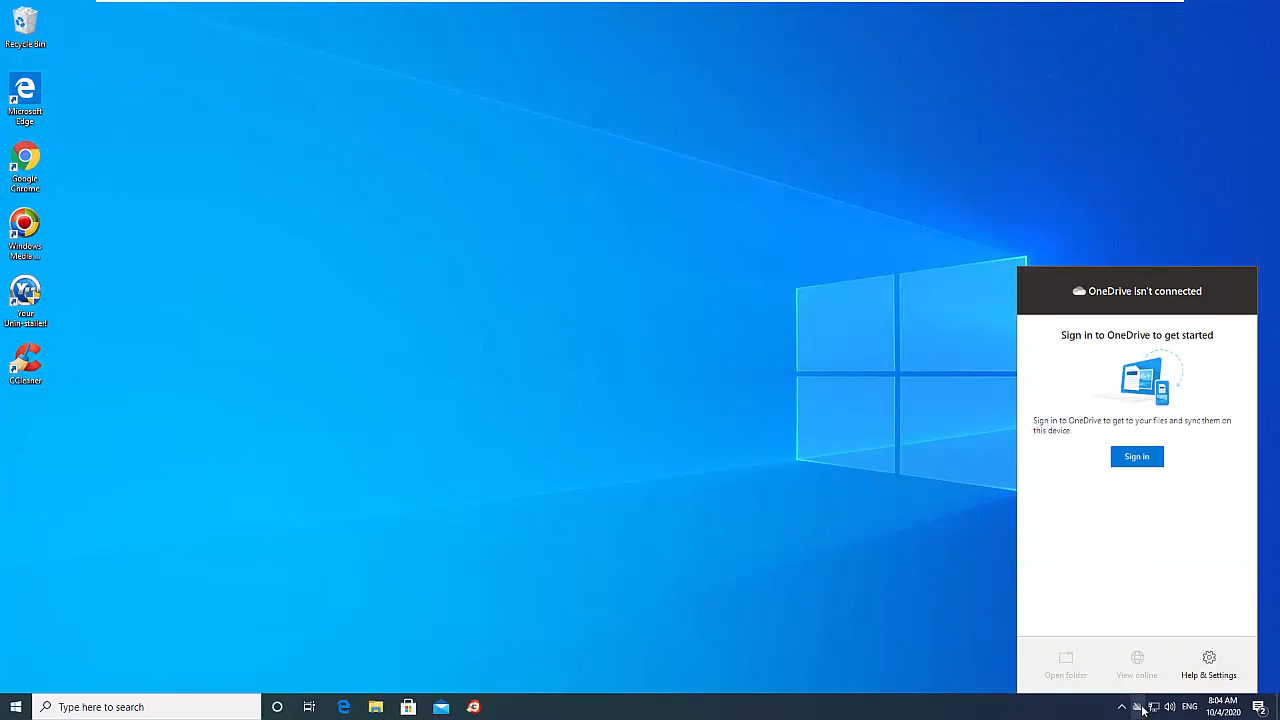 Recycle Bin
Microsoft
Edge
Google
Chrome
Windows
Media ...
Your
Unin-staller!
CCleaner
OneDrive isn't connected
Sign in to OneDrive to get started
Sign in to OneDrive to get to your files and sync them on
this device.
Sign in
Open folder
View online
Help & Settings
Type here to search
ENG
8:04 AM
10/4/2020
2